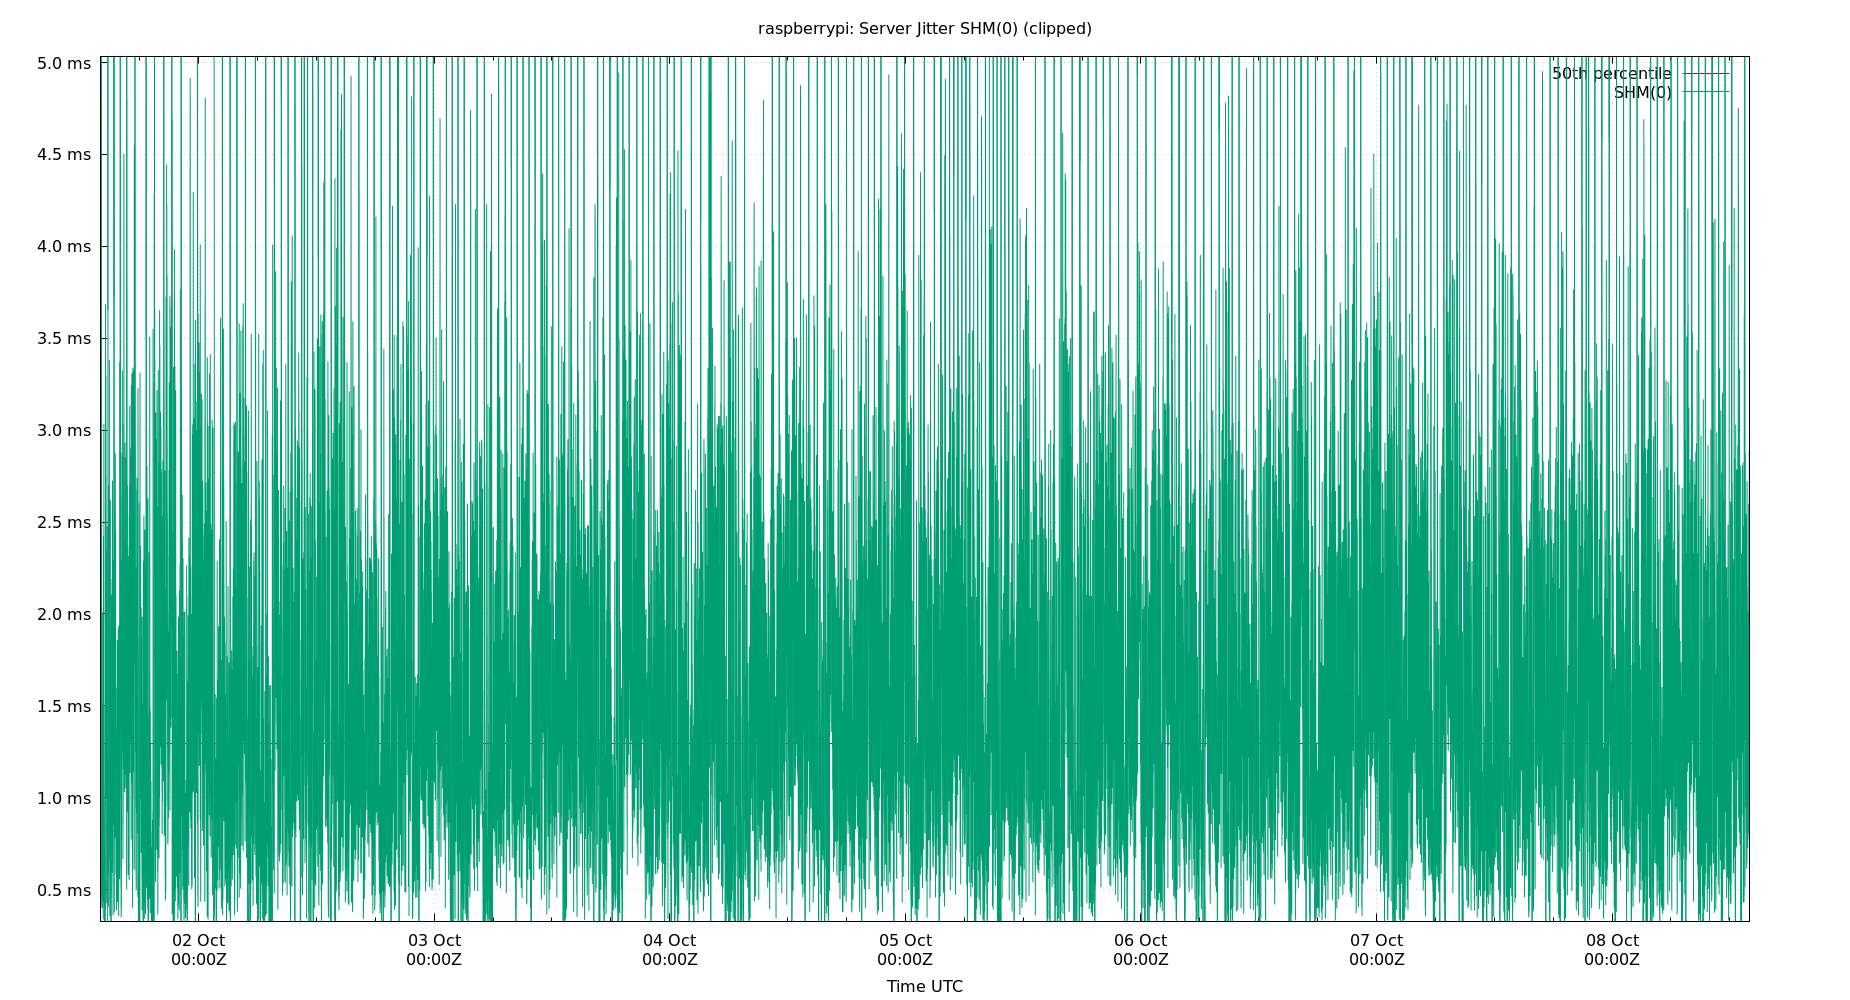 raspberrypi: Server Jitter SHM(0) (clipped)
5.0 ms
50th percentile
SHM(0)
4.5 ms
4.0 ms
3.5 ms
3.0 ms
2.5 ms
2.0 ms
1.5 ms
1.0 ms
0.5 ms
02 Oct 03 Oct 04 Oct 05 Oct 06 Oct 07 Oct 08 Oct
00:00Z 00:00Z 00:00Z 00:00Z 00:00Z 00:00Z 00:00Z
Time UTC